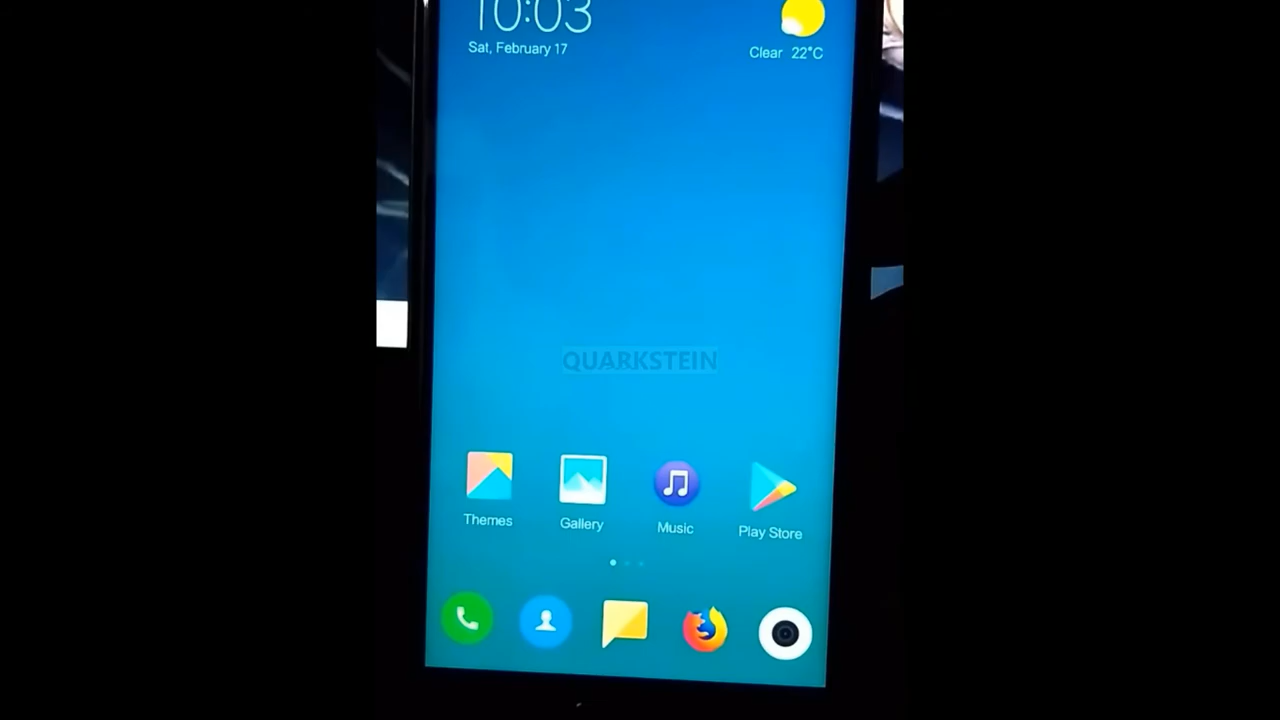 10:03
Sat, February 17
Clear 22°C
QUARKSTEIN
Themes Gallery Music Play Store